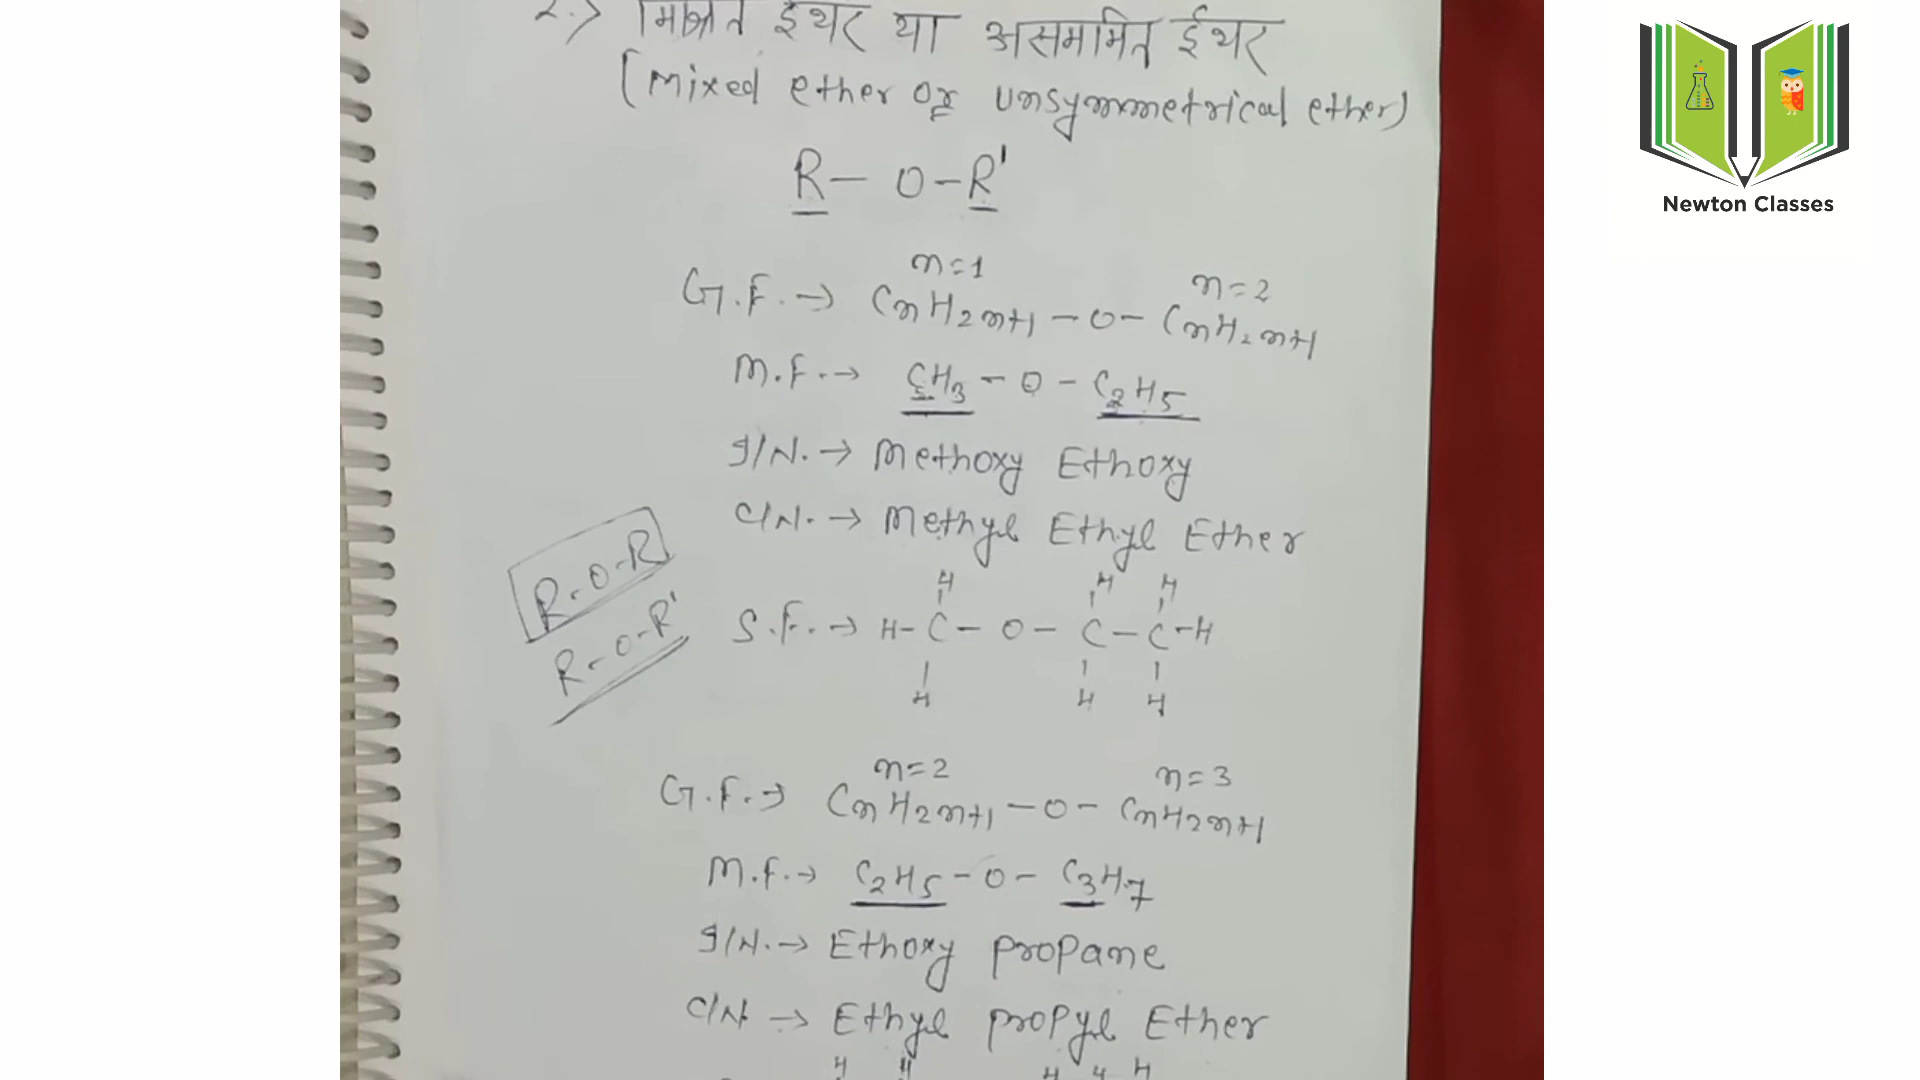 2.> मिश्रित ईथर या असममित ईथर
(Mixed ether or unsymmetrical ether)
R - O - R'
n=1 n=2
G.F. → CnH2n+1 - O - CnH2n+1
M.F. → CH3 - O - C2H5
I/N. → Methoxy Ethoxy
C/N. → Methyl Ethyl Ether
R-O-R
R-O-R'
H H H
S.F. → H-C - O - C - C-H
H H H
n=2 n=3
G.F. → CnH2n+1 - O - CnH2n+1
M.F. → C2H5 - O - C3H7
I/N. → Ethoxy propane
C/N → Ethyl propyl Ether
H H H H H
Newton Classes